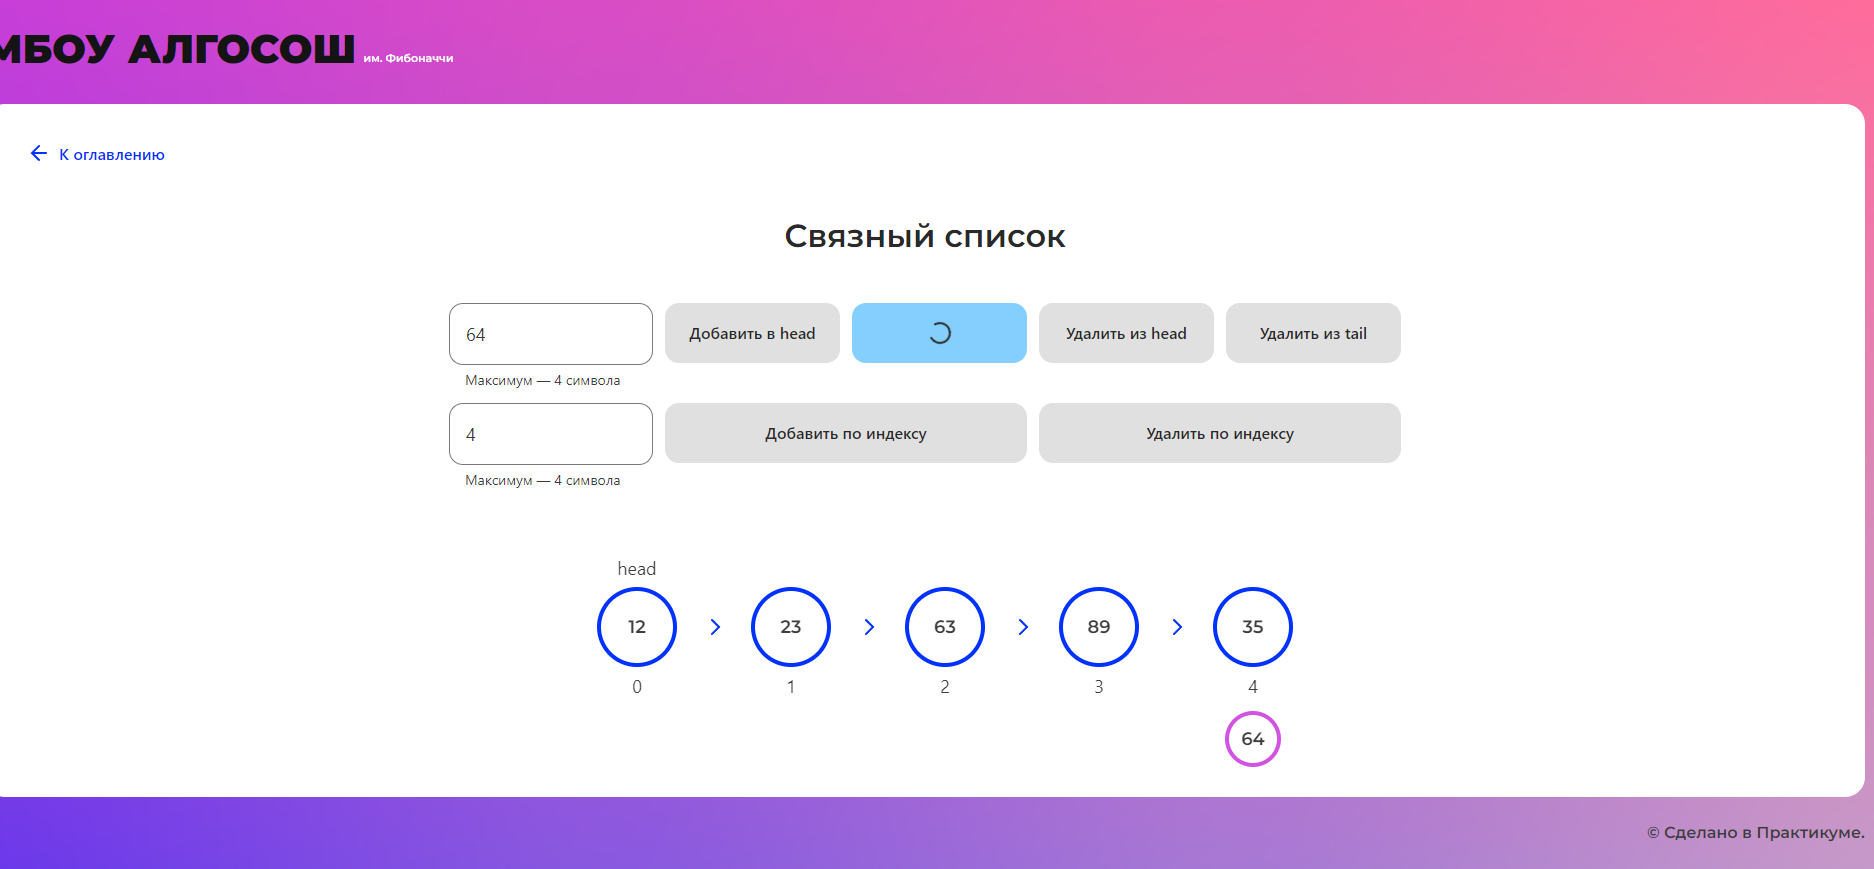 МБОУ АЛГОСОШ им. Фибоначчи
К оглавлению
Связный список
64
Добавить в head
Удалить из head
Удалить из tail
Максимум — 4 символа
4
Добавить по индексу
Удалить по индексу
Максимум — 4 символа
head
12 23 63 89 35
0 1 2 3 4
64
© Сделано в Практикуме.